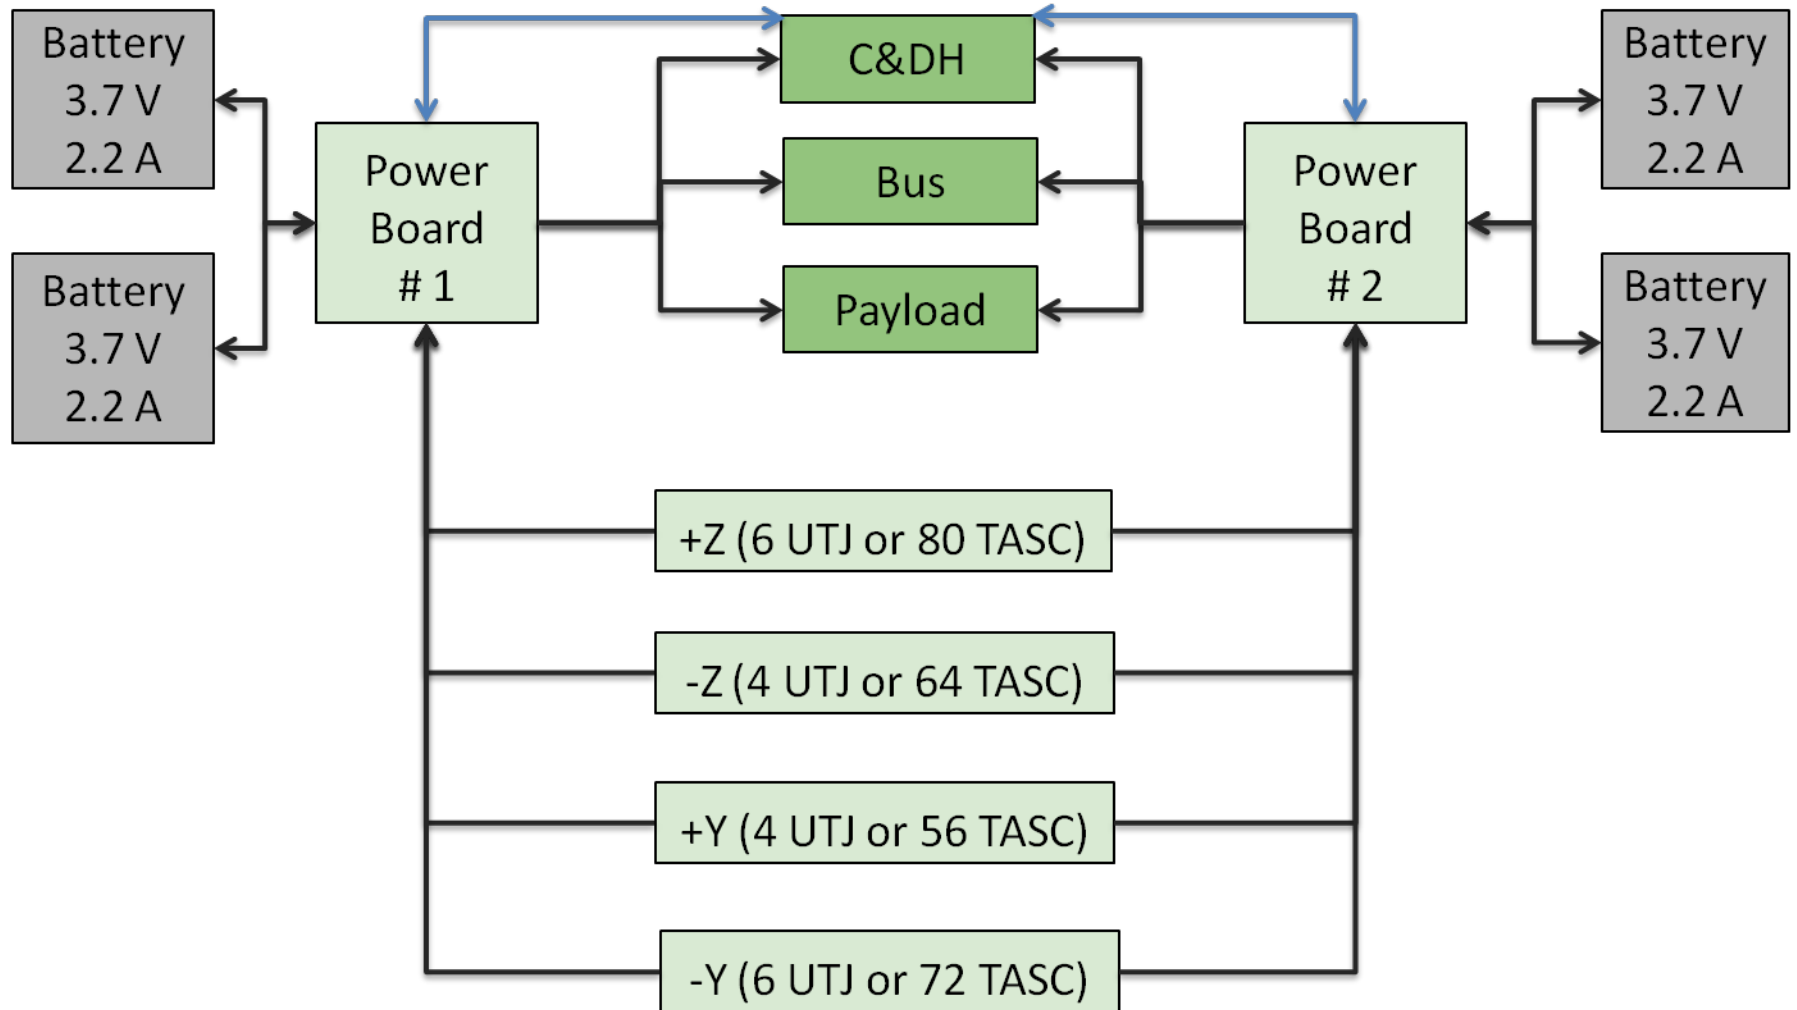 Battery
3.7 V
2.2 A
Battery
3.7 V
2.2 A
Power
Board
# 1
C&DH
Bus
Payload
Power
Board
# 2
Battery
3.7 V
2.2 A
Battery
3.7 V
2.2 A
+Z (6 UTJ or 80 TASC)
-Z (4 UTJ or 64 TASC)
+Y (4 UTJ or 56 TASC)
-Y (6 UTJ or 72 TASC)